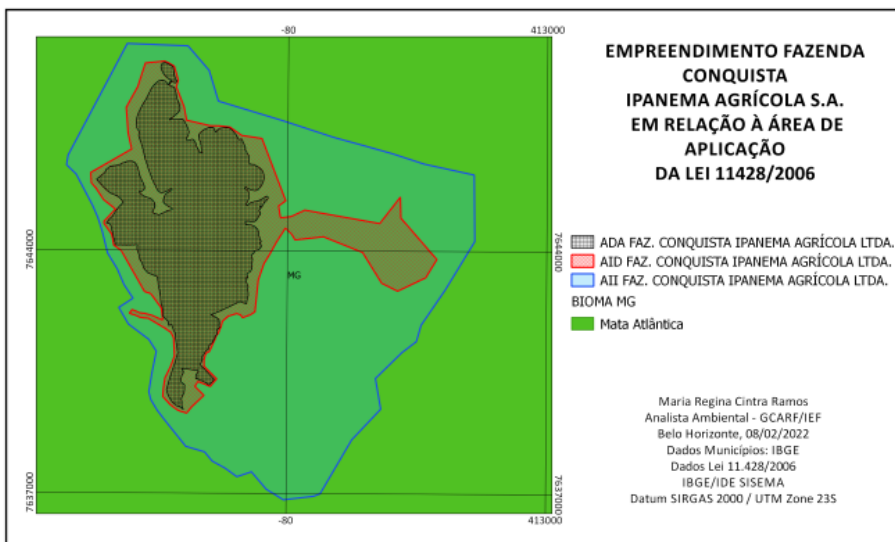 EMPREENDIMENTO FAZENDA
CONQUISTA
IPANEMA AGRÍCOLA S.A.
EM RELAÇÃO À ÁREA DE
APLICAÇÃO
DA LEI 11428/2006
-80
413000
7644000
7644000
MG
7637000
7637000
-80
413000
ADA FAZ. CONQUISTA IPANEMA AGRÍCOLA LTDA.
AID FAZ. CONQUISTA IPANEMA AGRÍCOLA LTDA.
AII FAZ. CONQUISTA IPANEMA AGRÍCOLA LTDA.
BIOMA MG
Mata Atlântica
Maria Regina Cintra Ramos
Analista Ambiental - GCARF/IEF
Belo Horizonte, 08/02/2022
Dados Municípios: IBGE
Dados Lei 11.428/2006
IBGE/IDE SISEMA
Datum SIRGAS 2000 / UTM Zone 23S